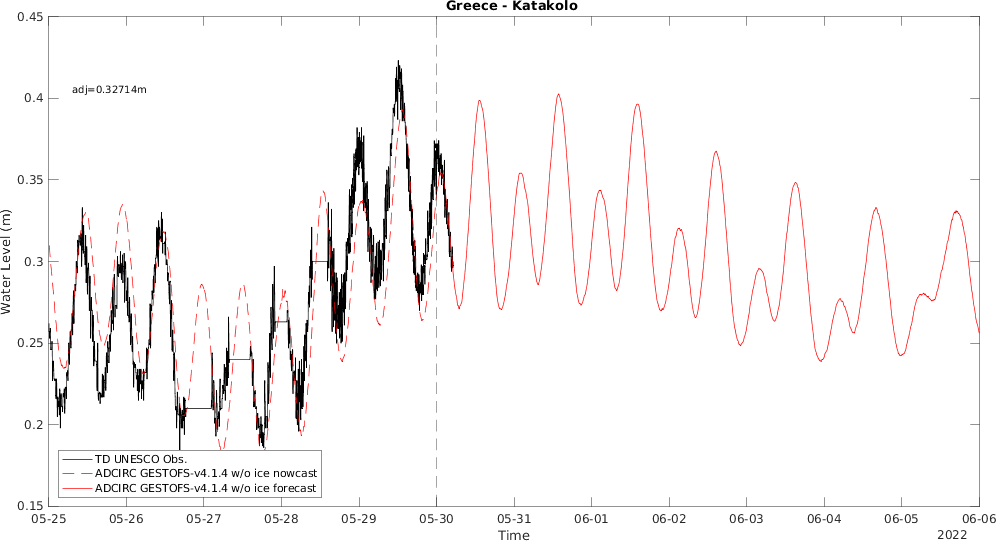 Greece - Katakolo
0.45
0.4
0.35
0.3
0.25
0.2
0.15
Water Level (m)
adj=0.32714m
TD UNESCO Obs.
ADCIRC GESTOFS-v4.1.4 w/o ice nowcast
ADCIRC GESTOFS-v4.1.4 w/o ice forecast
05-25 05-26 05-27 05-28 05-29 05-30 05-31 06-01 06-02 06-03 06-04 06-05 06-06
Time
2022